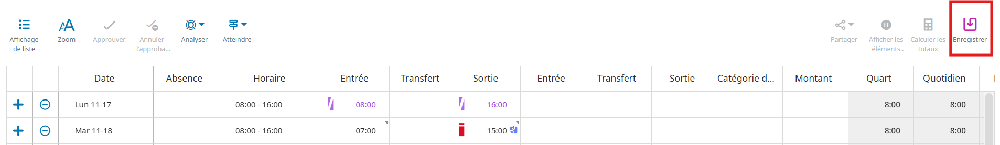 Affichage de liste
Zoom
Approuver
Annuler l'approba...
Analyser
Atteindre
Partager
Afficher les éléments..
Calculer les totaux
Enregistrer
Date Absence Horaire Entrée Transfert Sortie Entrée Transfert Sortie Catégorie d... Montant Quart Quotidien
Lun 11-17 08:00 - 16:00 08:00 16:00 8:00 8:00
Mar 11-18 08:00 - 16:00 07:00 15:00 8:00 8:00